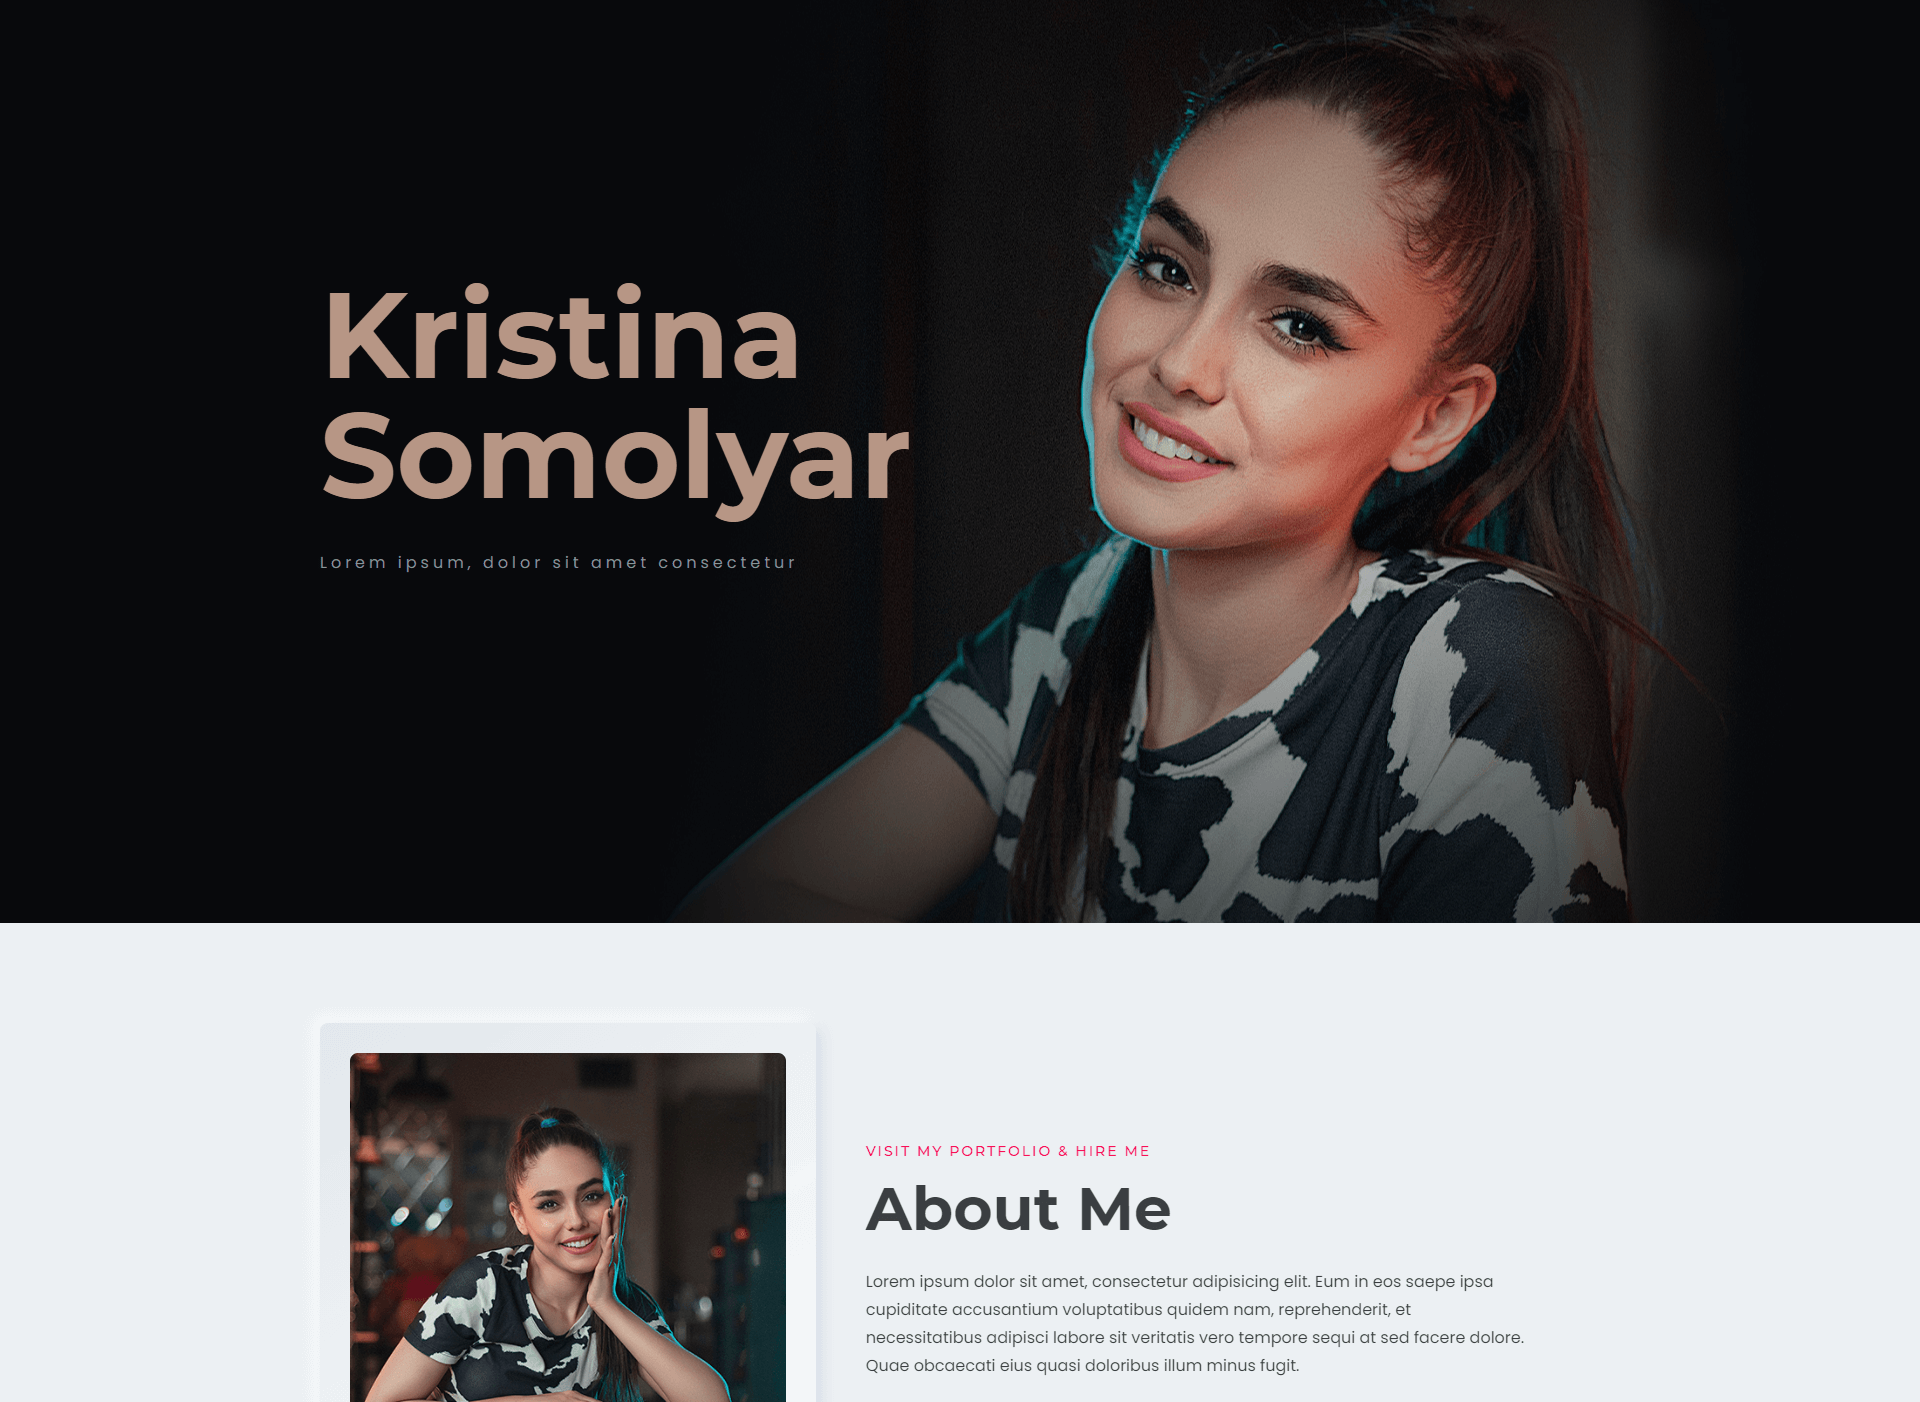 Kristina
Somolyar
Lorem ipsum, dolor sit amet consectetur
VISIT MY PORTFOLIO & HIRE ME
About Me
Lorem ipsum dolor sit amet, consectetur adipisicing elit. Eum in eos saepe ipsa
cupiditate accusantium voluptatibus quidem nam, reprehenderit, et
necessitatibus adipisci labore sit veritatis vero tempore sequi at sed facere dolore.
Quae obcaecati eius quasi doloribus illum minus fugit.